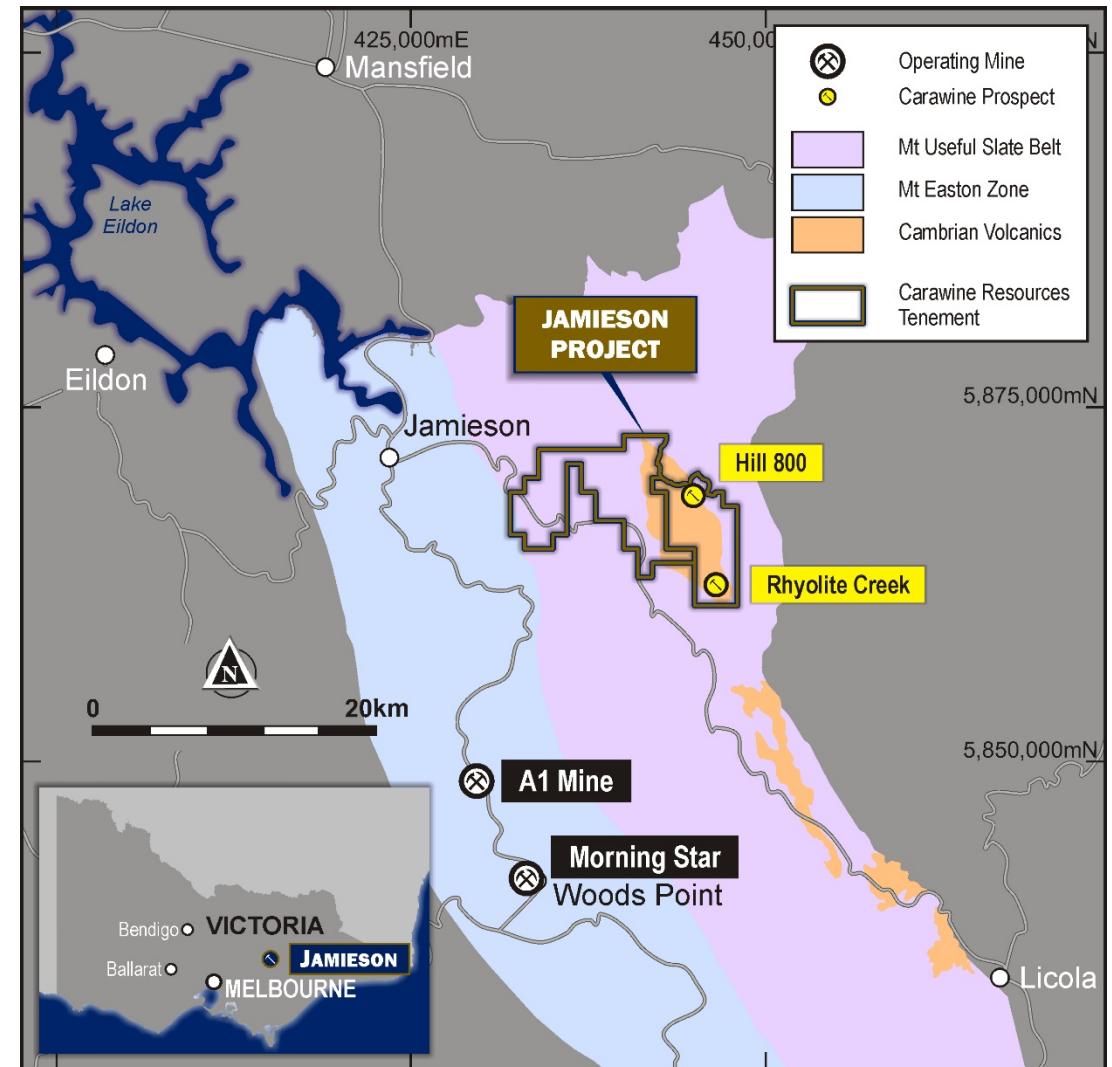 425,000mE
450,00
N
Mansfield
Operating Mine
Carawine Prospect
Mt Useful Slate Belt
Mt Easton Zone
Cambrian Volcanics
Carawine Resources
Tenement
Lake
Eildon
JAMIESON
PROJECT
Eildon
5,875,000mN
Jamieson
Hill 800
Rhyolite Creek
N
0
20km
5,850,000mN
A1 Mine
Morning Star
Woods Point
Bendigo
VICTORIA
JAMIESON
Ballarat
MELBOURNE
Licola